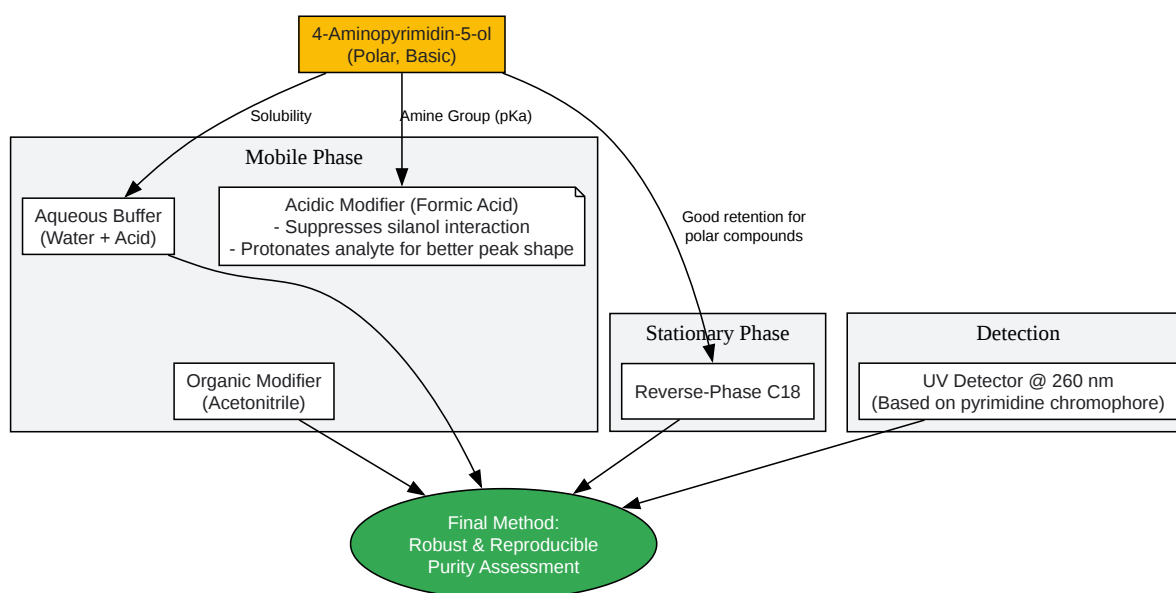 4-Aminopyrimidin-5-ol
(Polar, Basic)
Solubility
Amine Group (pKa)
Good retention for
polar compounds
Mobile Phase
Aqueous Buffer
(Water + Acid)
Acidic Modifier (Formic Acid)
- Suppresses silanol interaction
- Protonates analyte for better peak shape
Organic Modifier
(Acetonitrile)
Stationary Phase
Reverse-Phase C18
Detection
UV Detector @ 260 nm
(Based on pyrimidine chromophore)
Final Method:
Robust & Reproducible
Purity Assessment